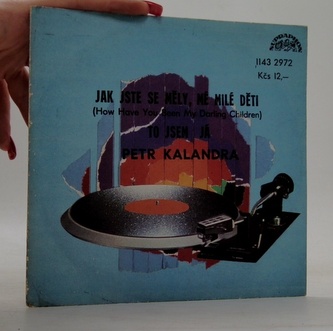 SUPRAPHON
1143 2972
Kčs 12,–
JAK JSTE SE MĚLY, MÉ MILÉ DĚTI
(How Have You Been My Darling Children)
TO JSEM JÁ
PETR KALANDRA